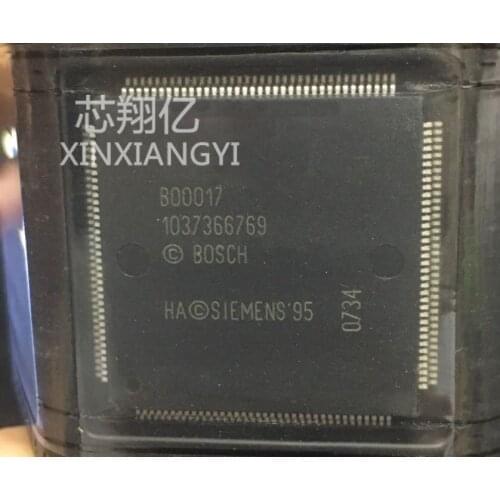 芯翔亿
XINXIANGYI
B00017
1037366769
© BOSCH
HA©SIEMENS'95
0734